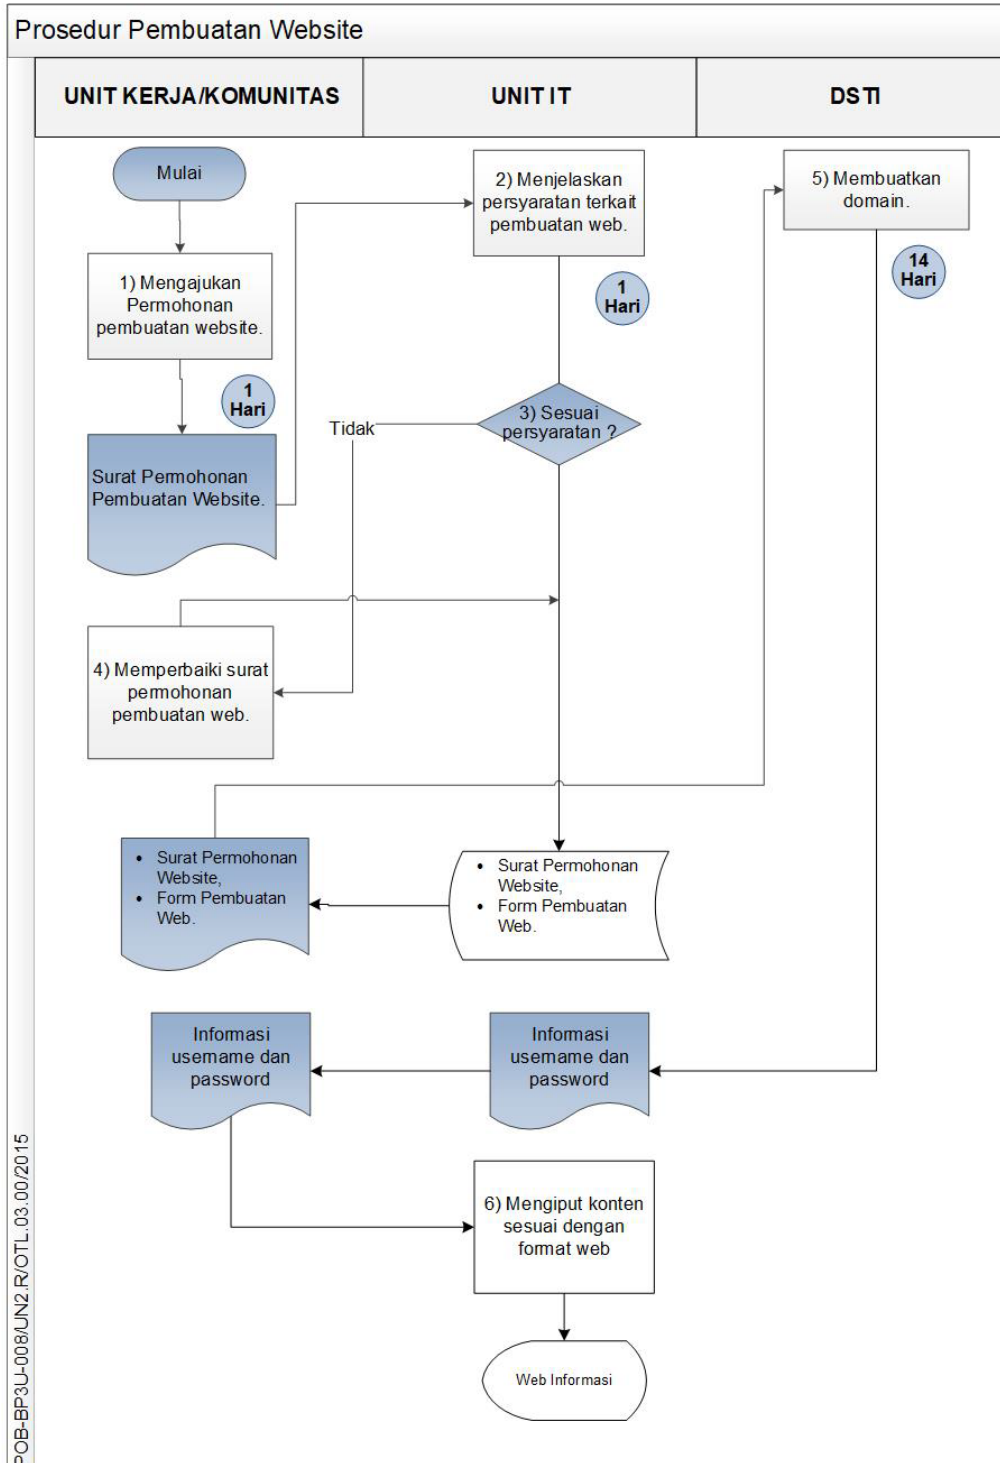 Prosedur Pembuatan Website
UNIT KERJA/KOMUNITAS
UNIT IT
DSTI
Mulai
1) Mengajukan
Permohonan
pembuatan website.
1
Hari
Surat Permohonan
Pembuatan Website.
2) Menjelaskan
persyaratan terkait
pembuatan web.
1
Hari
3) Sesuai
persyaratan ?
Tidak
4) Memperbaiki surat
permohonan
pembuatan web.
5) Membuatkan
domain.
14
Hari
• Surat Permohonan
Website,
• Form Pembuatan
Web.
• Surat Permohonan
Website,
• Form Pembuatan
Web.
Informasi
username dan
password
Informasi
username dan
password
6) Mengiput konten
sesuai dengan
format web
Web Informasi
POB-BP3U-008/UN2.R/OTL.03.00/2015